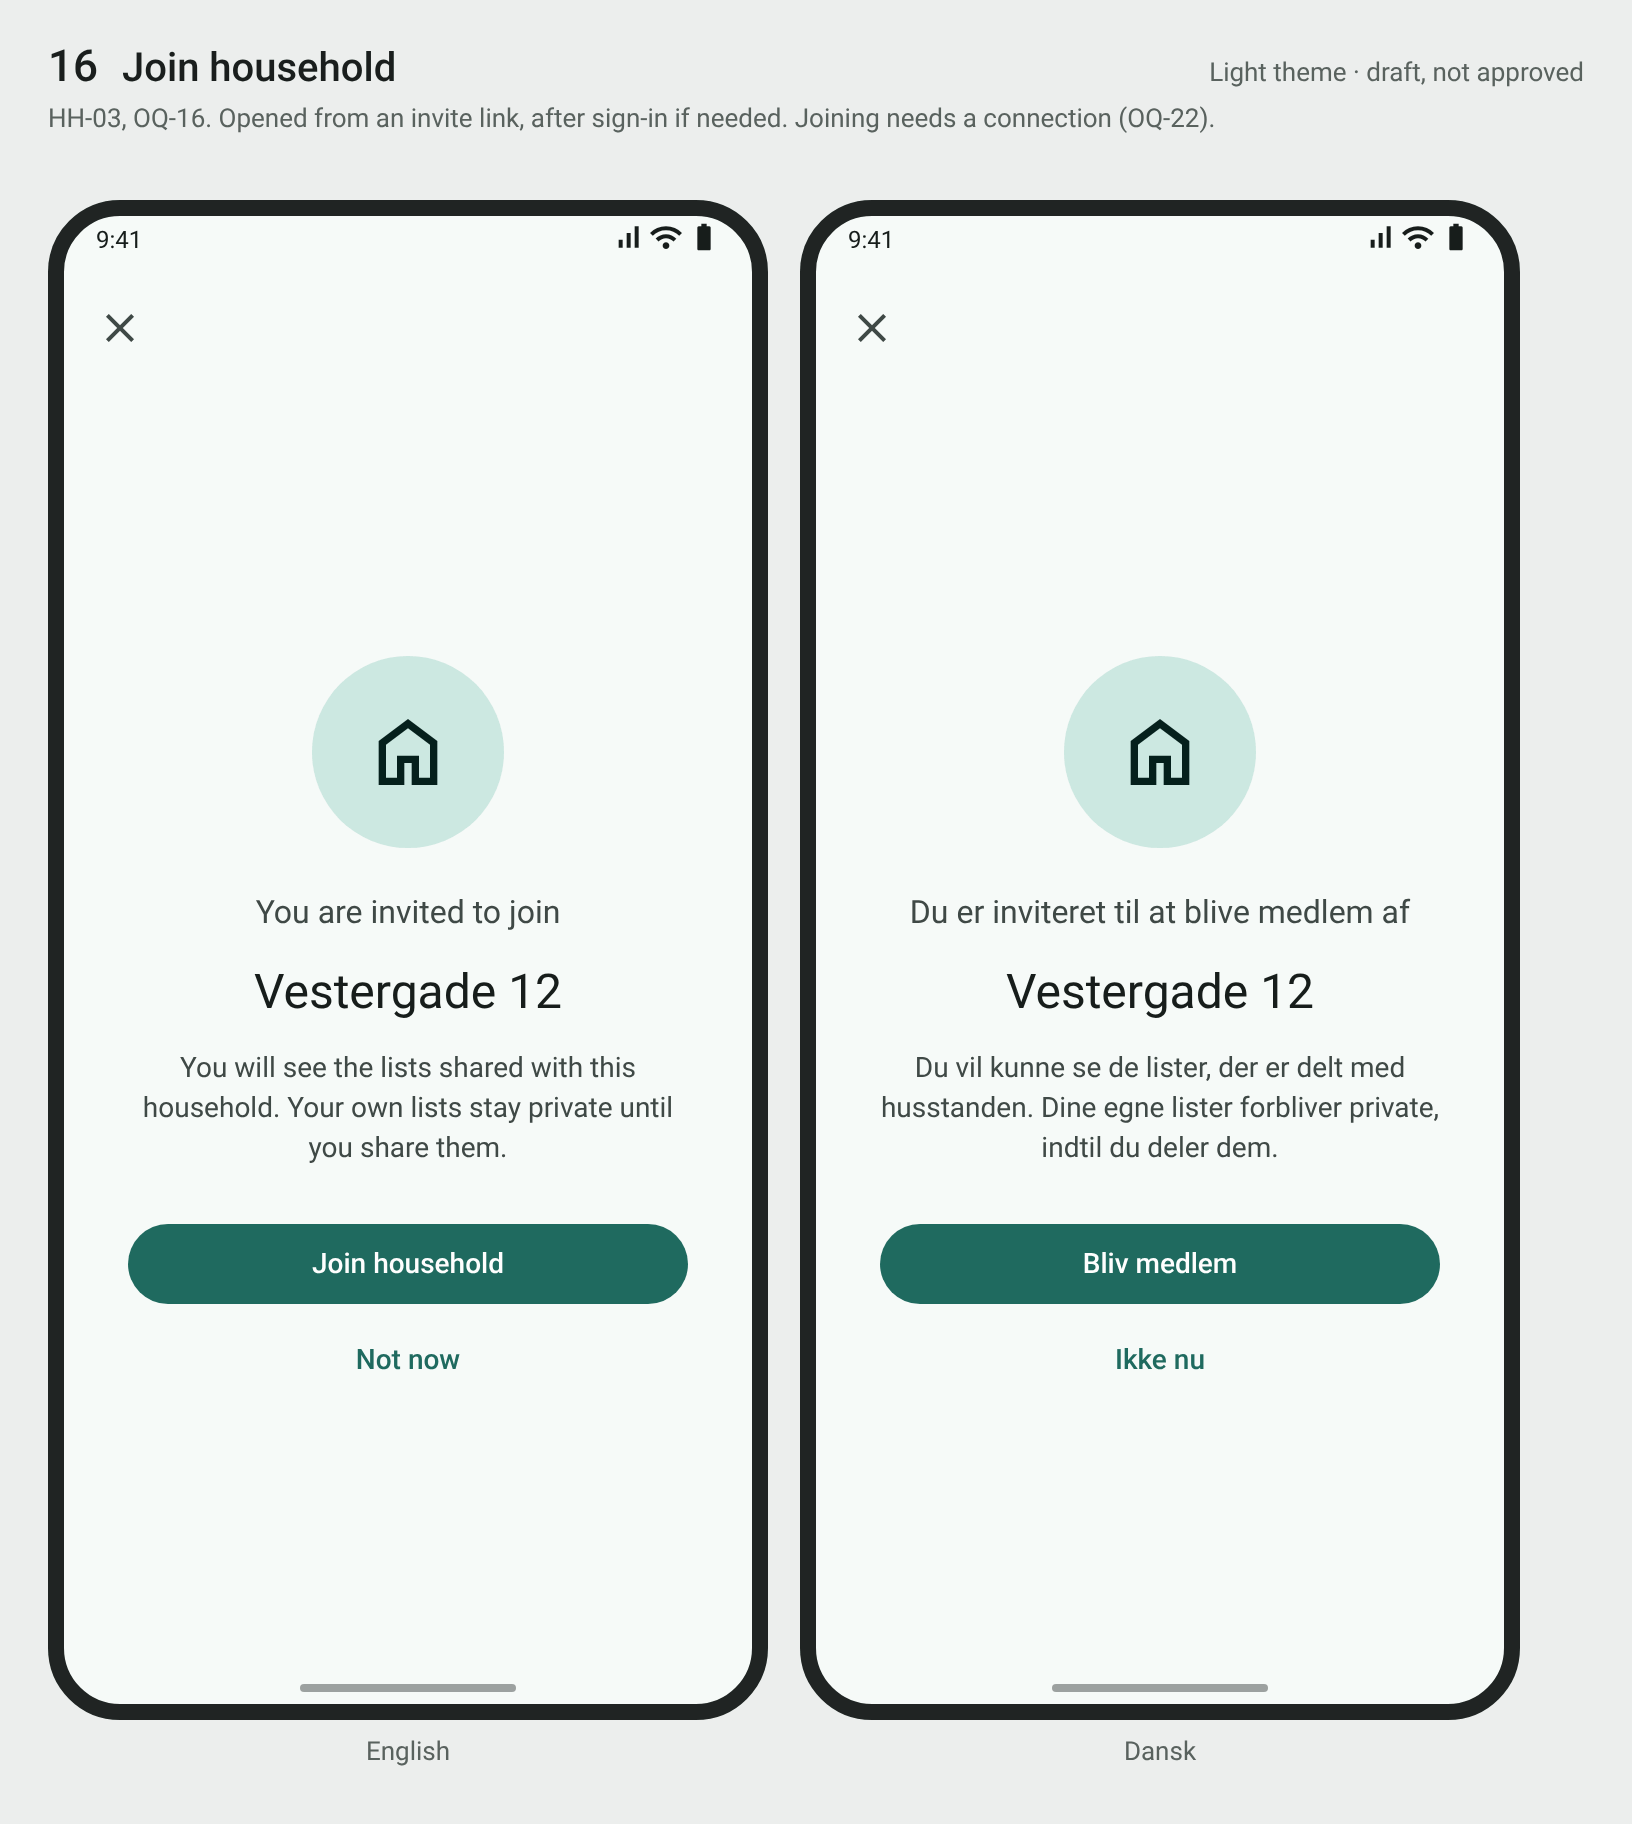 16 Join household
Light theme · draft, not approved
HH-03, OQ-16. Opened from an invite link, after sign-in if needed. Joining needs a connection (OQ-22).
9:41
You are invited to join
Vestergade 12
You will see the lists shared with this
household. Your own lists stay private until
you share them.
Join household
Not now
English
9:41
Du er inviteret til at blive medlem af
Vestergade 12
Du vil kunne se de lister, der er delt med
husstanden. Dine egne lister forbliver private,
indtil du deler dem.
Bliv medlem
Ikke nu
Dansk